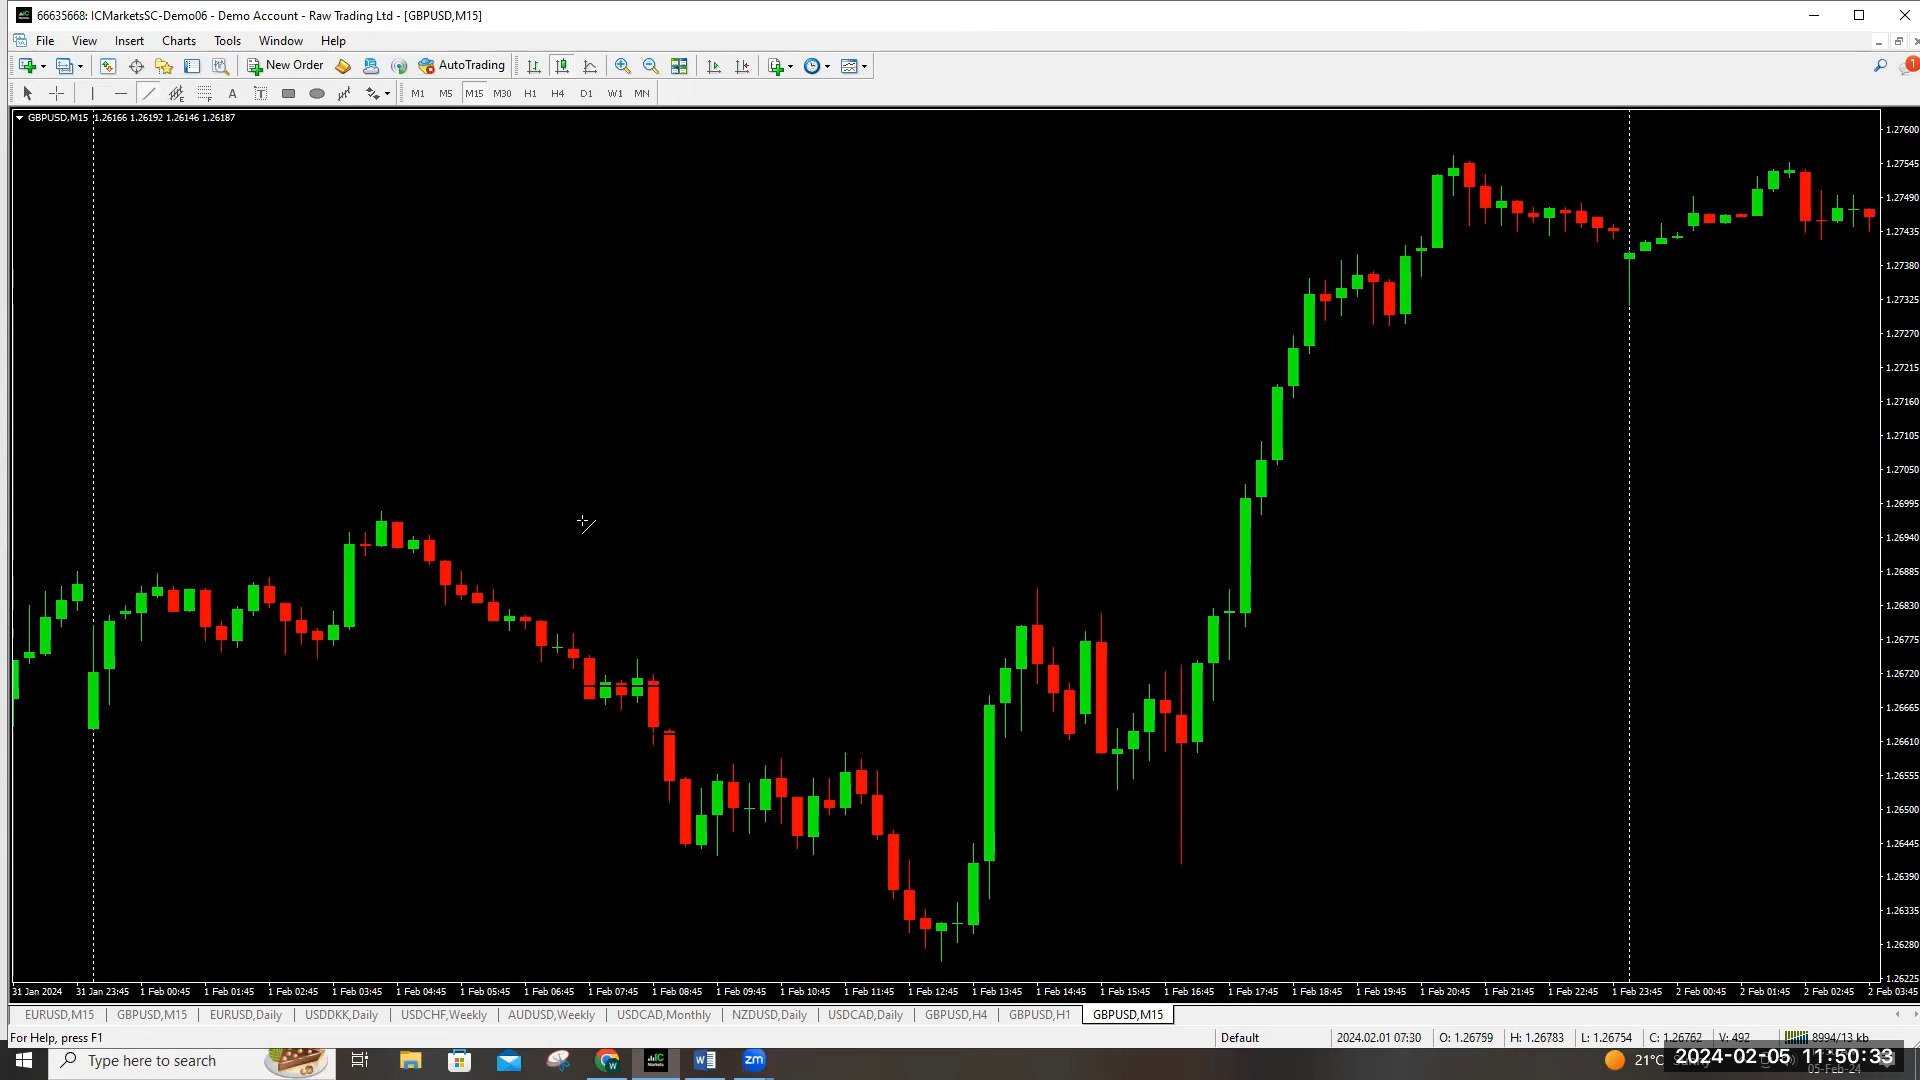 66635668: ICMarketsSC-Demo06 - Demo Account - Raw Trading Ltd - [GBPUSD,M15]
File View Insert Charts Tools Window Help
New Order AutoTrading
1
A T M1 M5 M15 M30 H1 H4 D1 W1 MN
GBPUSD,M15 1.26166 1.26192 1.26146 1.26187
1.27600
1.27545
1.27490
1.27435
1.27380
1.27325
1.27270
1.27215
1.27160
1.27105
1.27050
1.26995
1.26940
1.26885
1.26830
1.26775
1.26720
1.26665
1.26610
1.26555
1.26500
1.26445
1.26390
1.26335
1.26280
1.26225
31 Jan 2024 31 Jan 23:45 1 Feb 00:45 1 Feb 01:45 1 Feb 02:45 1 Feb 03:45 1 Feb 04:45 1 Feb 05:45 1 Feb 06:45 1 Feb 07:45 1 Feb 08:45 1 Feb 09:45 1 Feb 10:45 1 Feb 11:45 1 Feb 12:45 1 Feb 13:45 1 Feb 14:45 1 Feb 15:45 1 Feb 16:45 1 Feb 17:45 1 Feb 18:45 1 Feb 19:45 1 Feb 20:45 1 Feb 21:45 1 Feb 22:45 1 Feb 23:45 2 Feb 00:45 2 Feb 01:45 2 Feb 02:45 2 Feb 03:45
EURUSD,M15 GBPUSD,M15 EURUSD,Daily USDDKK,Daily USDCHF,Weekly AUDUSD,Weekly USDCAD,Monthly NZDUSD,Daily USDCAD,Daily GBPUSD,H4 GBPUSD,H1 GBPUSD,M15
For Help, press F1 Default 2024.02.01 07:30 O: 1.26759 H: 1.26783 L: 1.26754 C: 1.26762 V: 492 8994/13 kb
Type here to search 21°C 2024-02-05 11:50:33
05-Feb-24